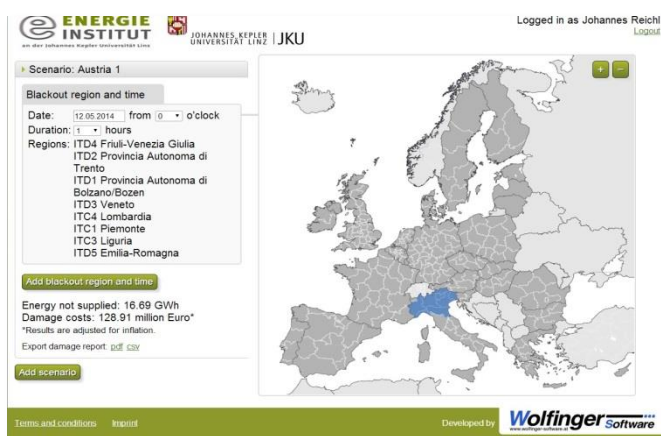 ENERGIE
INSTITUT
an der Johannes Kepler Universität Linz
JOHANNES KEPLER
UNIVERSITÄT LINZ | JKU
Logged in as Johannes Reichl
Logout
Scenario: Austria 1
Blackout region and time
Date: 12.05.2014 from 0 o'clock
Duration: 1 hours
Regions: ITD4 Friuli-Venezia Giulia
ITD2 Provincia Autonoma di
Trento
ITD1 Provincia Autonoma di
Bolzano/Bozen
ITD3 Veneto
ITC4 Lombardia
ITC1 Piemonte
ITC3 Liguria
ITD5 Emilia-Romagna
Add blackout region and time
Energy not supplied: 16.69 GWh
Damage costs: 128.91 million Euro*
*Results are adjusted for inflation.
Export damage report: pdf csv
Add scenario
+ −
Terms and conditions Imprint
Developed by
Wolfinger Software
www.wolfinger-software.at